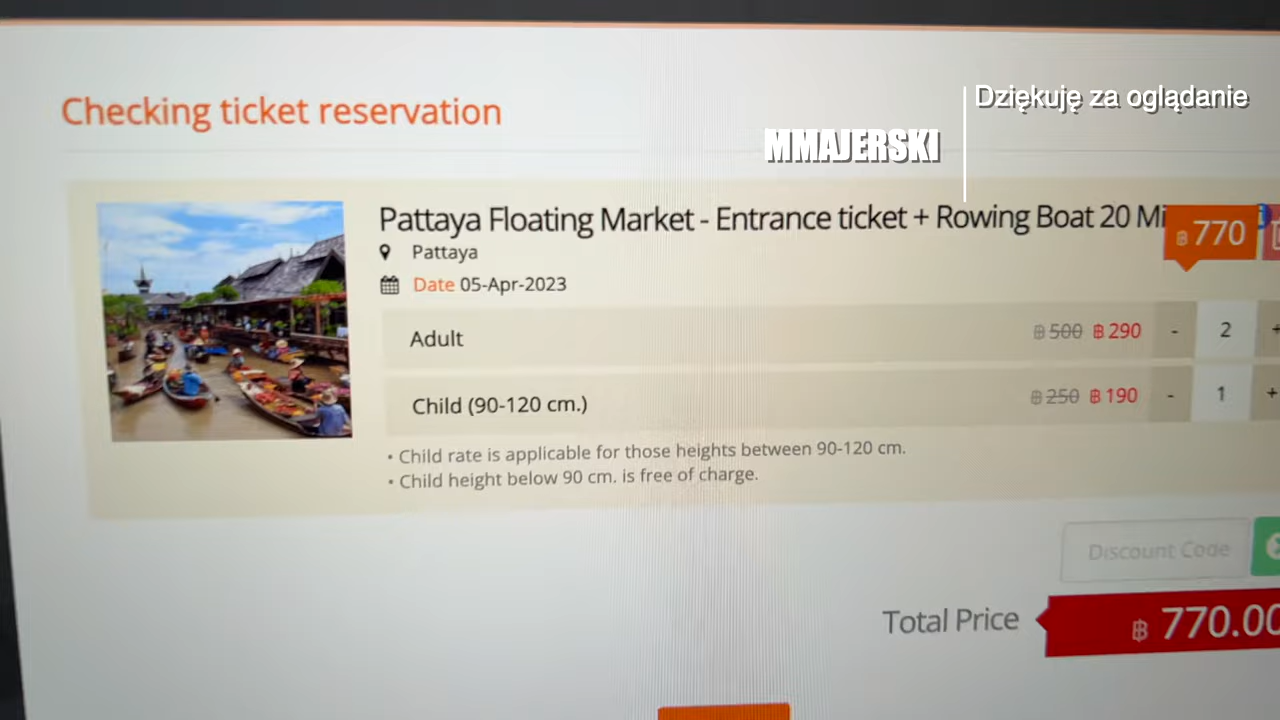 Dziękuję za oglądanie
MMAJERSKI
Checking ticket reservation
Pattaya Floating Market - Entrance ticket + Rowing Boat 20
฿ 770
Pattaya
Date 05-Apr-2023
Adult ฿ 500 ฿ 290 - 2 +
Child (90-120 cm.) ฿ 250 ฿ 190 - 1 +
• Child rate is applicable for those heights between 90-120 cm.
• Child height below 90 cm. is free of charge.
Discount Code
Total Price ฿ 770.00